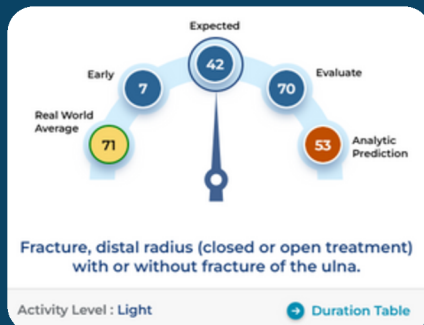 Expected
42
Early
7
Evaluate
70
Real World
Average
71
Analytic
Prediction
53
Fracture, distal radius (closed or open treatment)
with or without fracture of the ulna.
Activity Level : Light
Duration Table